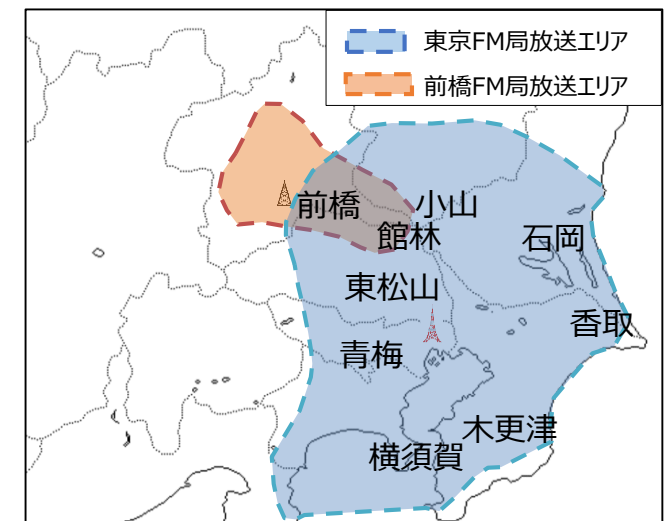 東京FM局放送エリア
前橋FM局放送エリア
前橋
小山
館林
石岡
東松山
香取
青梅
木更津
横須賀